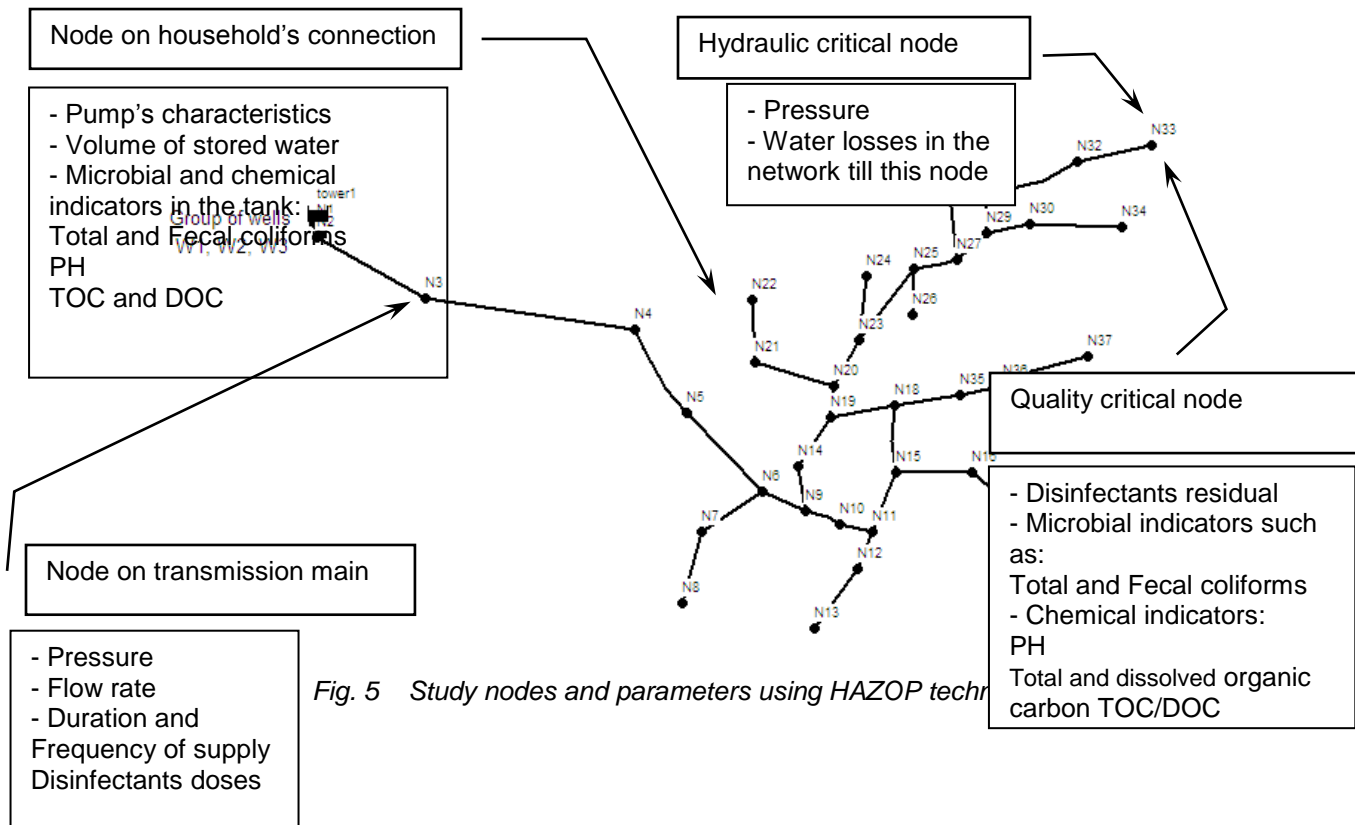 Node on household's connection
- Pump's characteristics
- Volume of stored water
- Microbial and chemical
indicators in the tank:
Total and Fecal coliforms
PH
TOC and DOC
tower1
N1
N2
Group of wells
W1, W2, W3
Hydraulic critical node
- Pressure
- Water losses in the
network till this node
N33
N32
N34
N30
N29
N27
N25
N24
N26
N22
N23
N21
N20
N3
N4
N5
N37
N36
N35
N18
N19
N14
N15
N16
N6
N9
N10
N11
N7
N12
N8
N13
Quality critical node
- Disinfectants residual
- Microbial indicators such
as:
Total and Fecal coliforms
- Chemical indicators:
PH
Total and dissolved organic
carbon TOC/DOC
Node on transmission main
- Pressure
- Flow rate
- Duration and
Frequency of supply
Disinfectants doses
Fig. 5 Study nodes and parameters using HAZOP techn